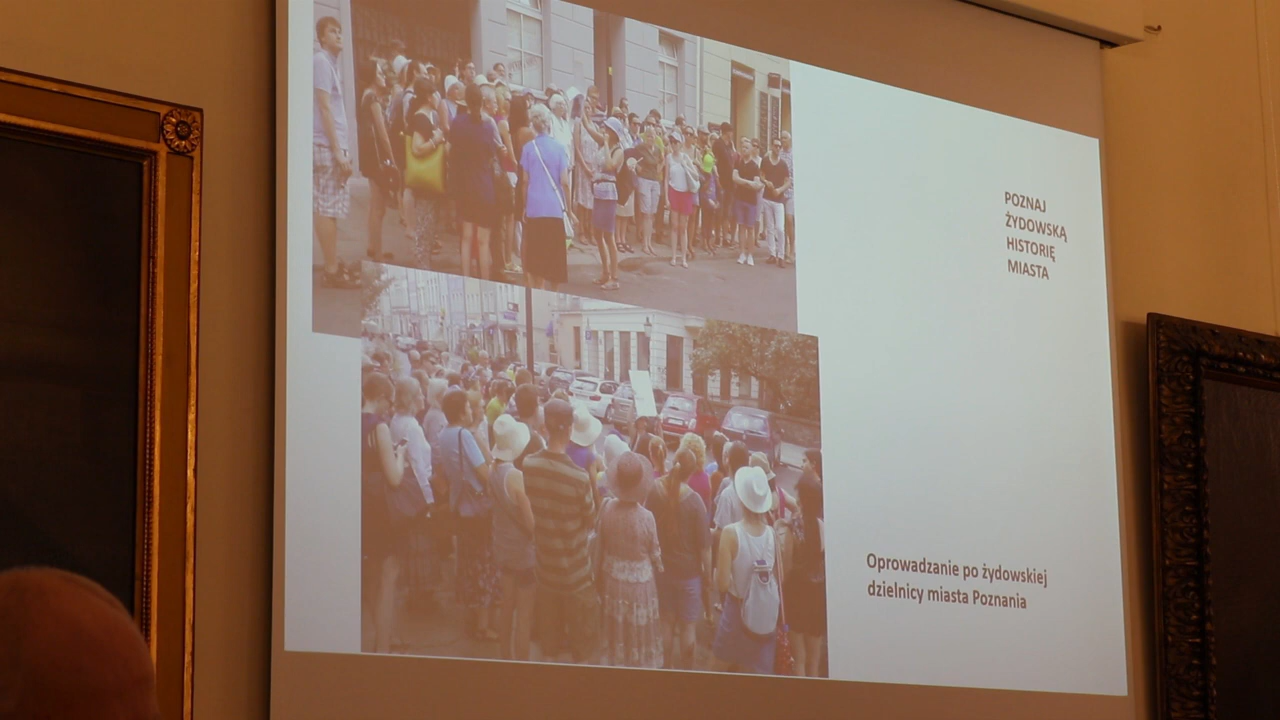 POZNAJ
ŻYDOWSKĄ
HISTORIĘ
MIASTA
Oprowadzanie po żydowskiej
dzielnicy miasta Poznania